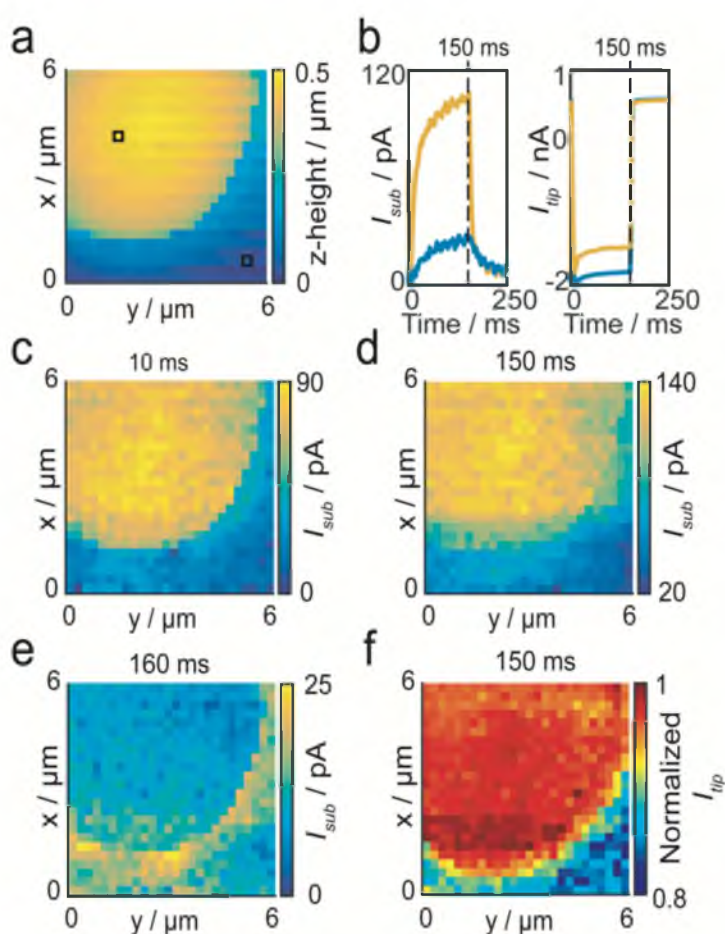 a
b
150 ms
150 ms
6
0.5
120
1
x / µm
z-height / µm
I_sub / pA
I_tip / nA
0
0
0
0
-2
0
6
0
250
0
250
y / µm
Time / ms
Time / ms
c
10 ms
d
150 ms
6
90
6
140
x / µm
I_sub / pA
x / µm
I_sub / pA
0
0
0
20
0
6
0
6
y / µm
y / µm
e
160 ms
f
150 ms
6
25
6
1
x / µm
I_sub / pA
x / µm
Normalized
I_tip
0
0
0
0.8
0
6
0
6
y / µm
y / µm